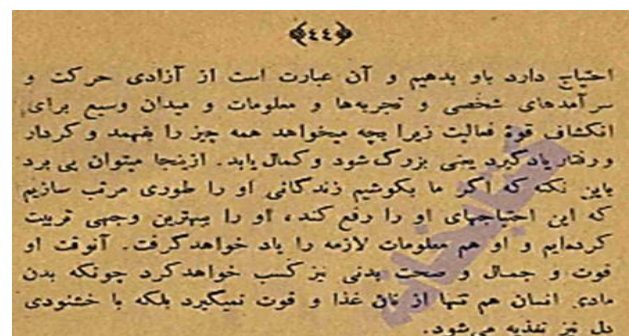 ﴿٤٤﴾
احتیاج دارد باو بدهیم و آن عبارت است از آزادی حرکت و
سرآمدهای شخصی و تجربه‌ها و معلومات و میدان وسیع برای
انکشاف قوهٔ فعالیت زیرا بچه میخواهد همه چیز را بفهمد و کردار
و رفتار یادگیرد یعنی بزرگ شود و کمال یابد. ازینجا میتوان پی برد
باین نکته که اگر ما بکوشیم زندگانی او را طوری مرتب سازیم
که این احتیاجهای او را رفع کند، او را ببهترین وجهی تربیت
کرده‌ایم و او هم معلومات لازمه را یاد خواهدگرفت. آنوقت او
قوت و جمال و صحت بدنی نیز کسب خواهدکرد چونکه بدن
مادی انسان هم تنها از نان غذا و قوت نمیگیرد بلکه با خشنودی
دل نیز تغذیه می‌شود.
کتابخانه